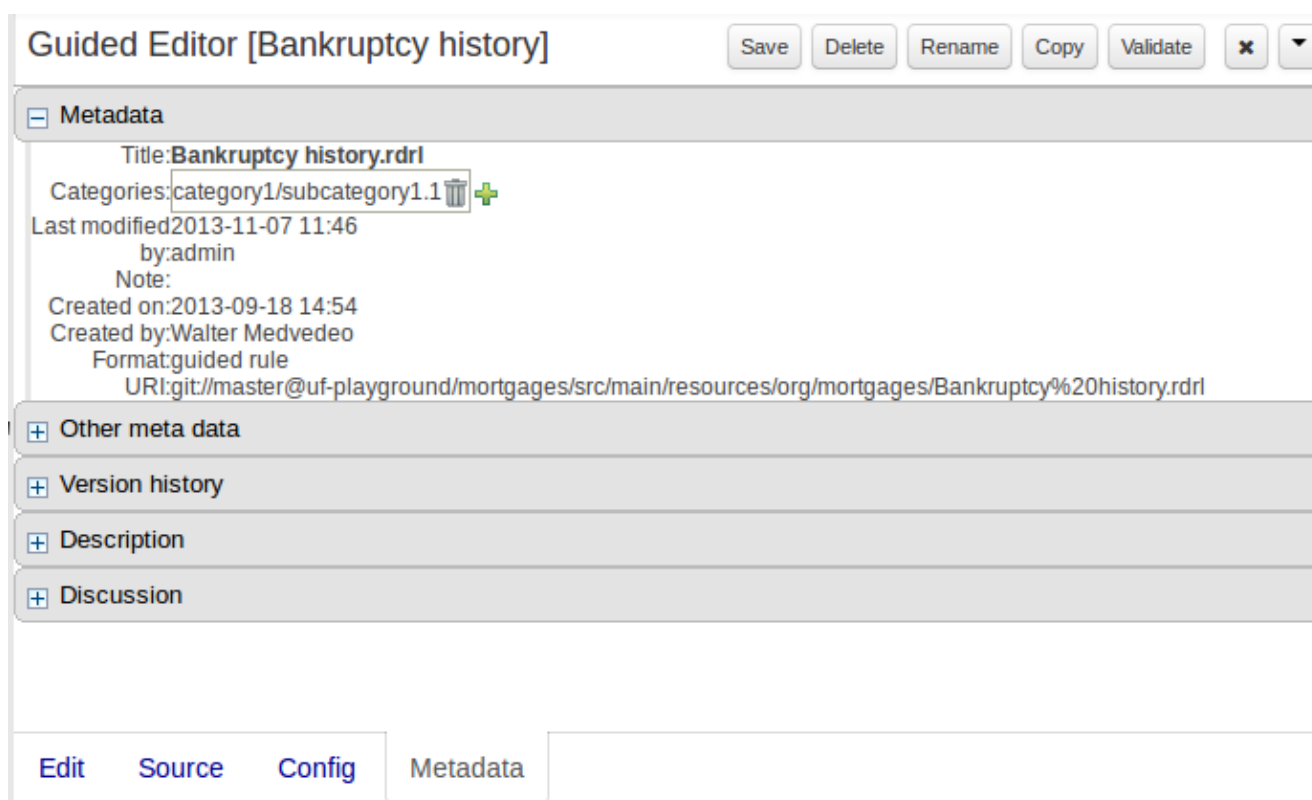 Guided Editor [Bankruptcy history] Save Delete Rename Copy Validate
Metadata
Title:Bankruptcy history.rdrl
Categories:category1/subcategory1.1
Last modified2013-11-07 11:46
by:admin
Note:
Created on:2013-09-18 14:54
Created by:Walter Medvedeo
Format:guided rule
URI:git://master@uf-playground/mortgages/src/main/resources/org/mortgages/Bankruptcy%20history.rdrl
Other meta data
Version history
Description
Discussion
Edit Source Config Metadata